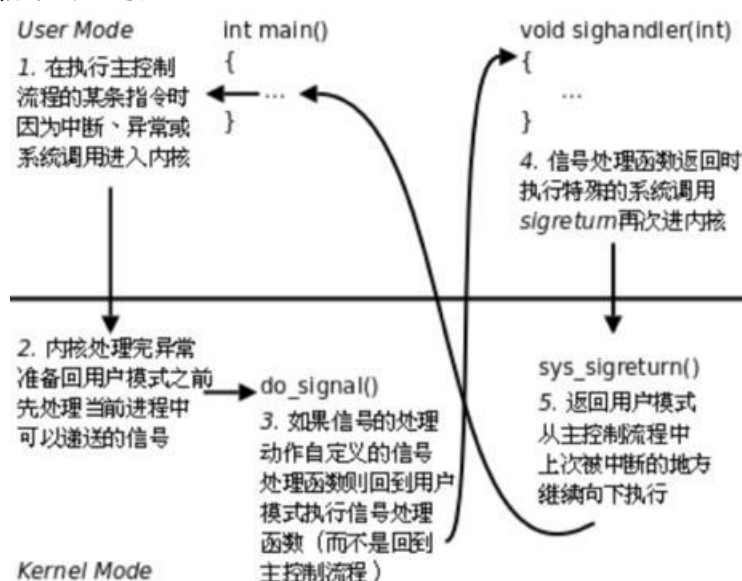 User Mode
int main()
{
...
}
void sighandler(int)
{
...
}
1. 在执行主控制
流程的某条指令时
因为中断、异常或
系统调用进入内核
4. 信号处理函数返回时
执行特殊的系统调用
sigreturn再次进内核
2. 内核处理完异常
准备回用户模式之前
先处理当前进程中
可以递送的信号
do_signal()
3. 如果信号的处理
动作自定义的信号
处理函数则回到用户
模式执行信号处理
函数（而不是回到
主控制流程）
sys_sigreturn()
5. 返回用户模式
从主控制流程中
上次被中断的地方
继续向下执行
Kernel Mode